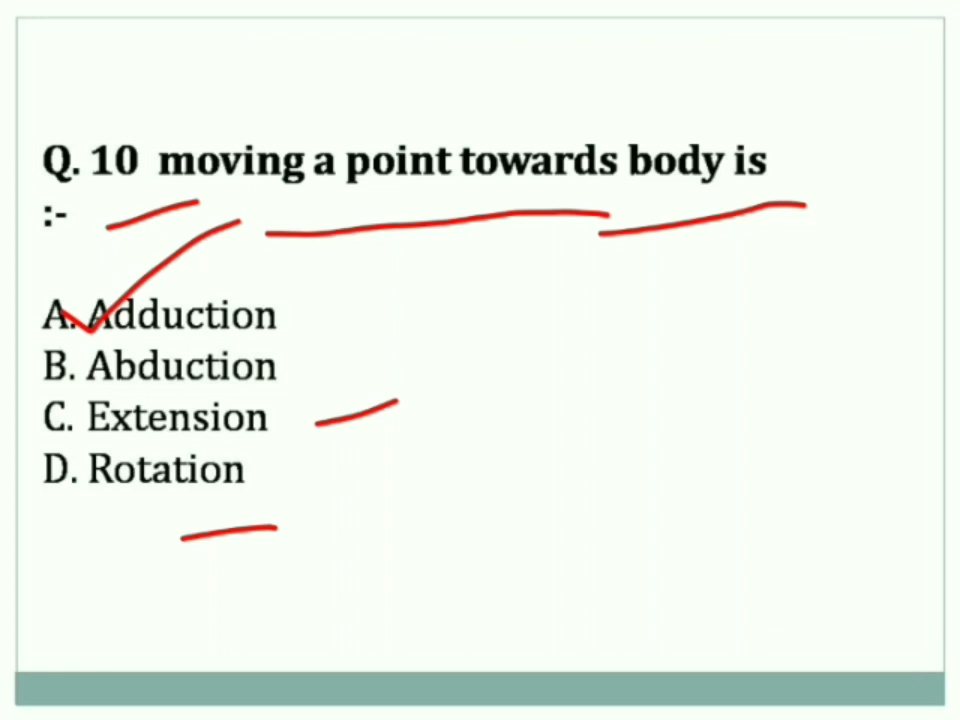 Q. 10 moving a point towards body is
:-
A. Adduction
B. Abduction
C. Extension
D. Rotation